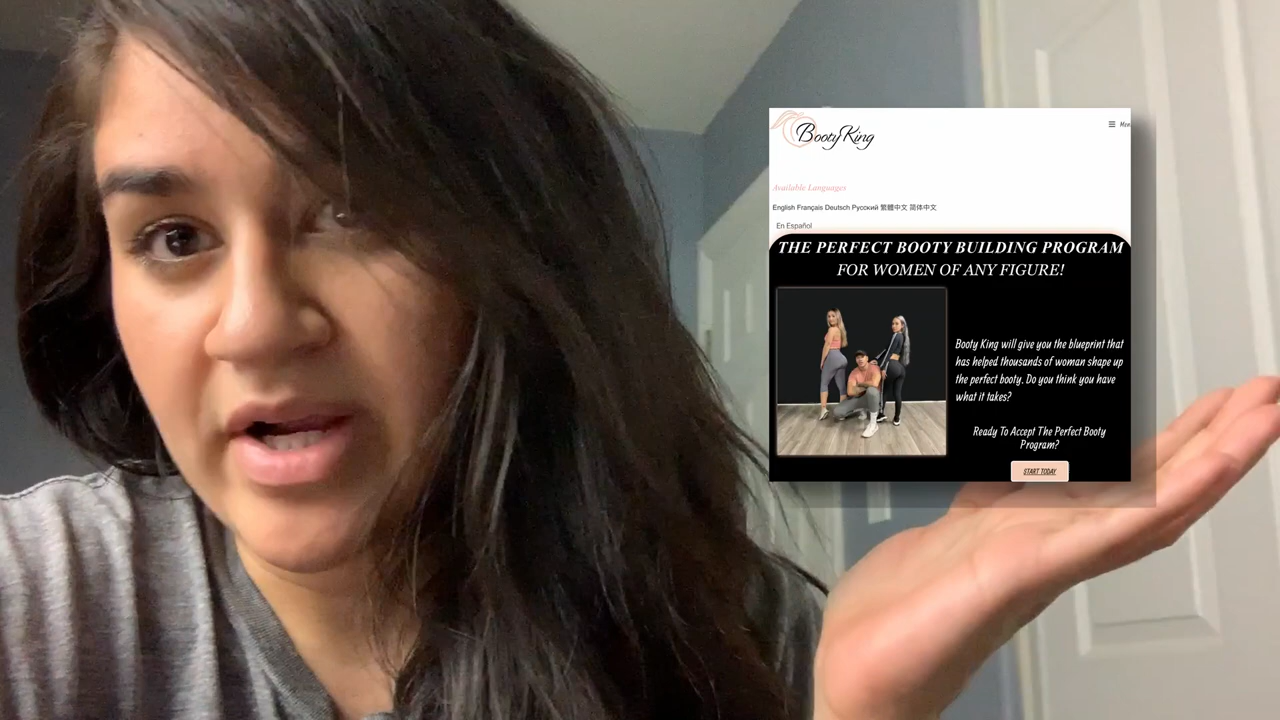 BootyKing
Men
Available Languages
English Français Deutsch Русский 繁體中文 简体中文
En Español
THE PERFECT BOOTY BUILDING PROGRAM
FOR WOMEN OF ANY FIGURE!
Booty King will give you the blueprint that
has helped thousands of woman shape up
the perfect booty. Do you think you have
what it takes?
Ready To Accept The Perfect Booty
Program?
START TODAY